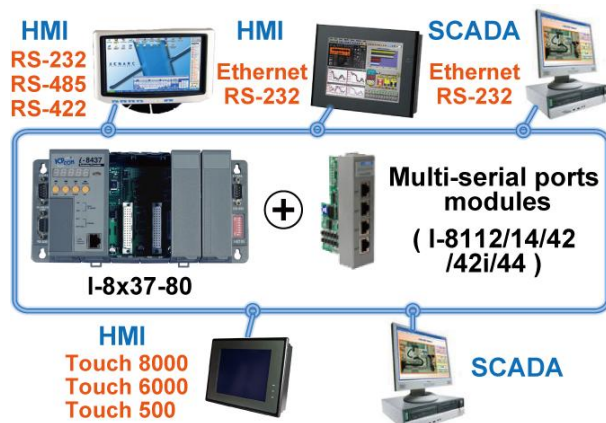 HMI
RS-232
RS-485
RS-422
HMI
Ethernet
RS-232
SCADA
Ethernet
RS-232
i-8437
I-8x37-80
+
Multi-serial ports
modules
( I-8112/14/42
/42i/44 )
HMI
Touch 8000
Touch 6000
Touch 500
SCADA